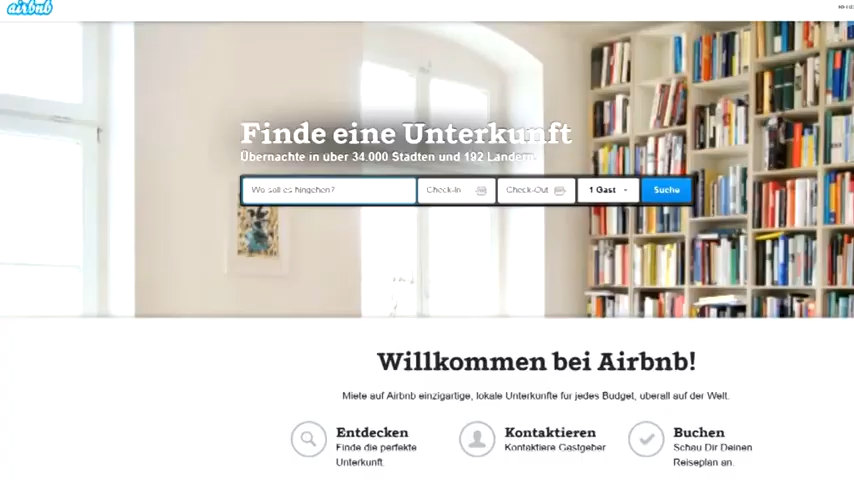 airbnb
Finde eine Unterkunft
Übernachte in über 34.000 Städten und 192 Ländern.
Wo soll es hingehen? Check-In Check-Out 1 Gast Suche
Willkommen bei Airbnb!
Miete auf Airbnb einzigartige, lokale Unterkünfte für jedes Budget, überall auf der Welt.
Entdecken
Finde die perfekte
Unterkunft.
Kontaktieren
Kontaktiere Gastgeber
Buchen
Schau Dir Deinen
Reiseplan an.